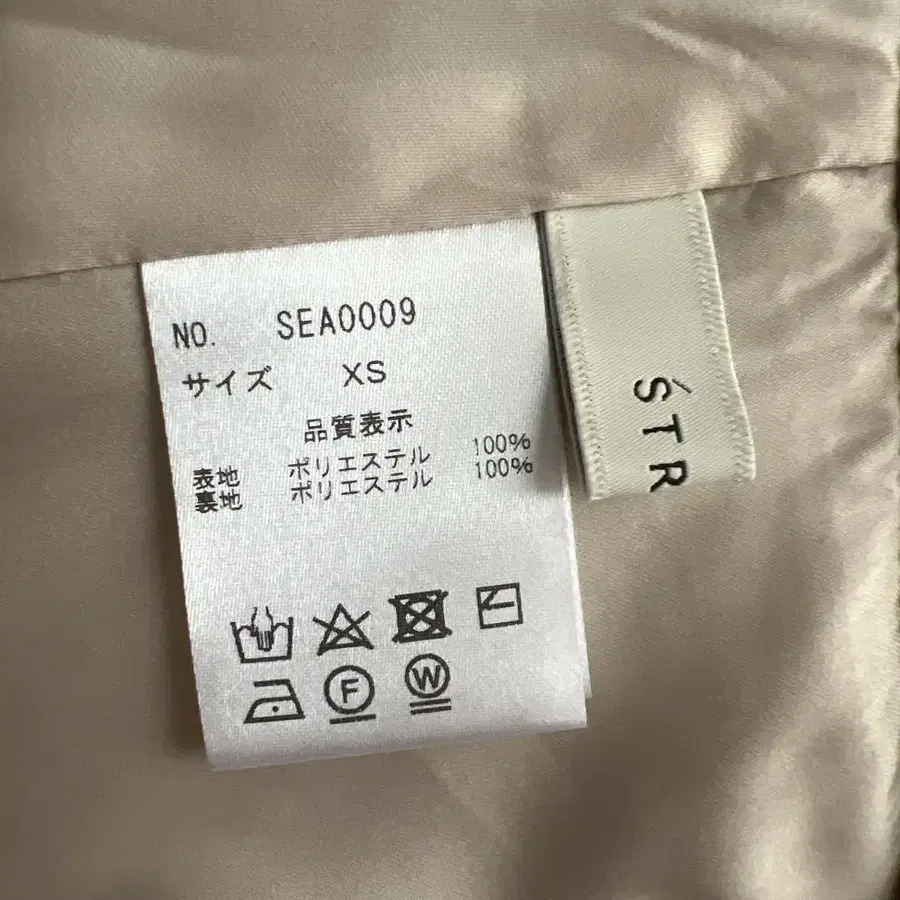 NO. SEA0009
サイズ XS
品質表示
表地 ポリエステル 100%
裏地 ポリエステル 100%
F
W
ŚTR